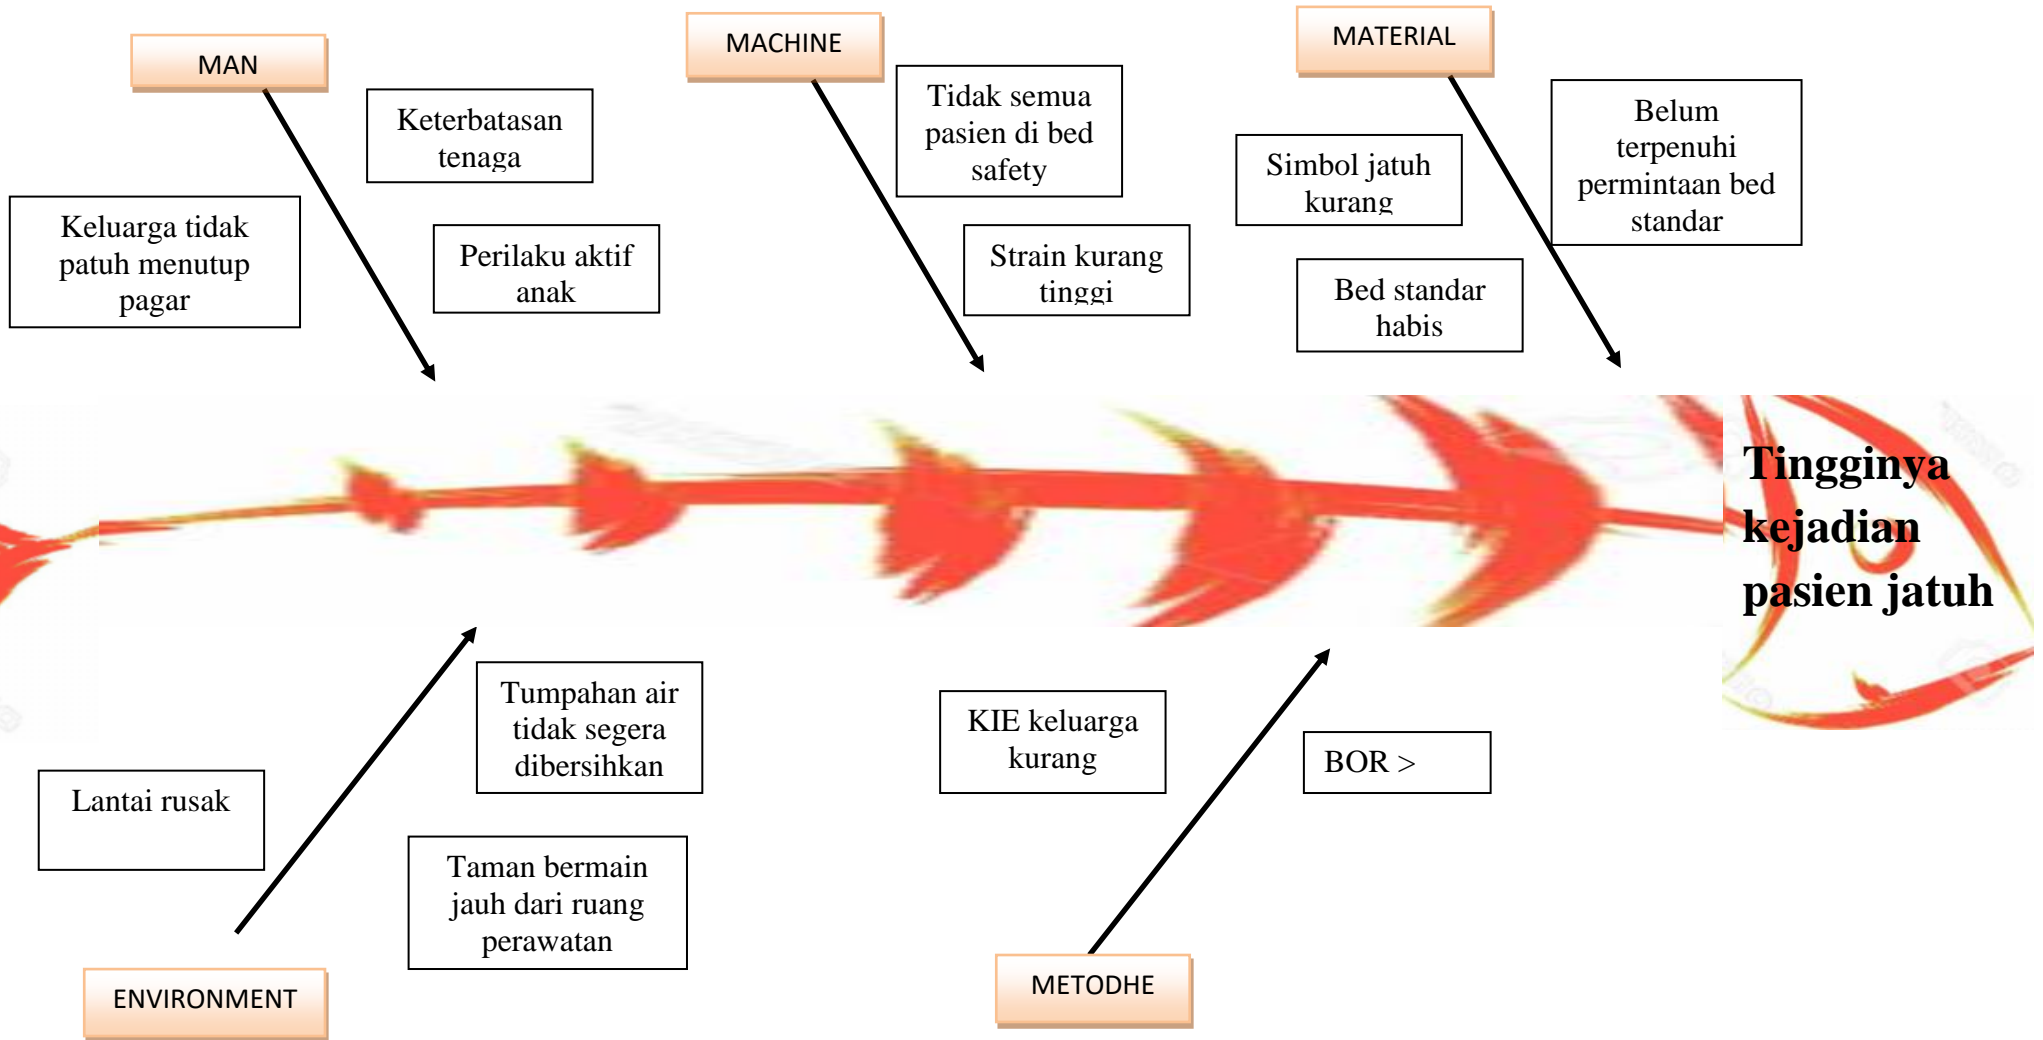 MAN
MACHINE
MATERIAL
Keterbatasan
tenaga
Tidak semua
pasien di bed
safety
Simbol jatuh
kurang
Belum
terpenuhi
permintaan bed
standar
Keluarga tidak
patuh menutup
pagar
Perilaku aktif
anak
Strain kurang
tinggi
Bed standar
habis
Tingginya
kejadian
pasien jatuh
Tumpahan air
tidak segera
dibersihkan
KIE keluarga
kurang
BOR >
Lantai rusak
Taman bermain
jauh dari ruang
perawatan
ENVIRONMENT
METODHE